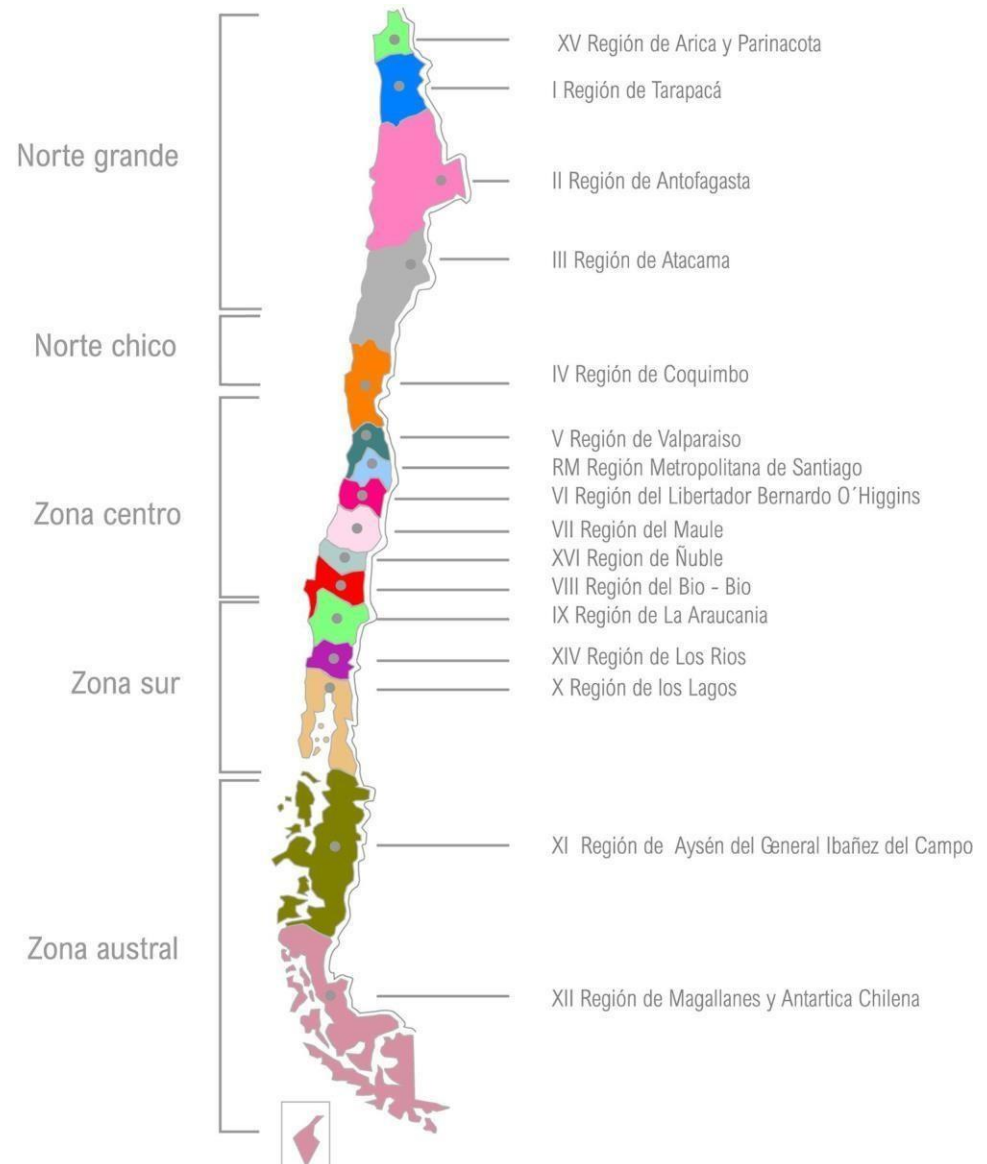 Norte grande
Norte chico
Zona centro
Zona sur
Zona austral
XV Región de Arica y Parinacota
I Región de Tarapacá
II Región de Antofagasta
III Región de Atacama
IV Región de Coquimbo
V Región de Valparaiso
RM Región Metropolitana de Santiago
VI Región del Libertador Bernardo O´Higgins
VII Región del Maule
XVI Region de Ñuble
VIII Región del Bio - Bio
IX Región de La Araucania
XIV Región de Los Rios
X Región de los Lagos
XI Región de Aysén del General Ibañez del Campo
XII Región de Magallanes y Antartica Chilena